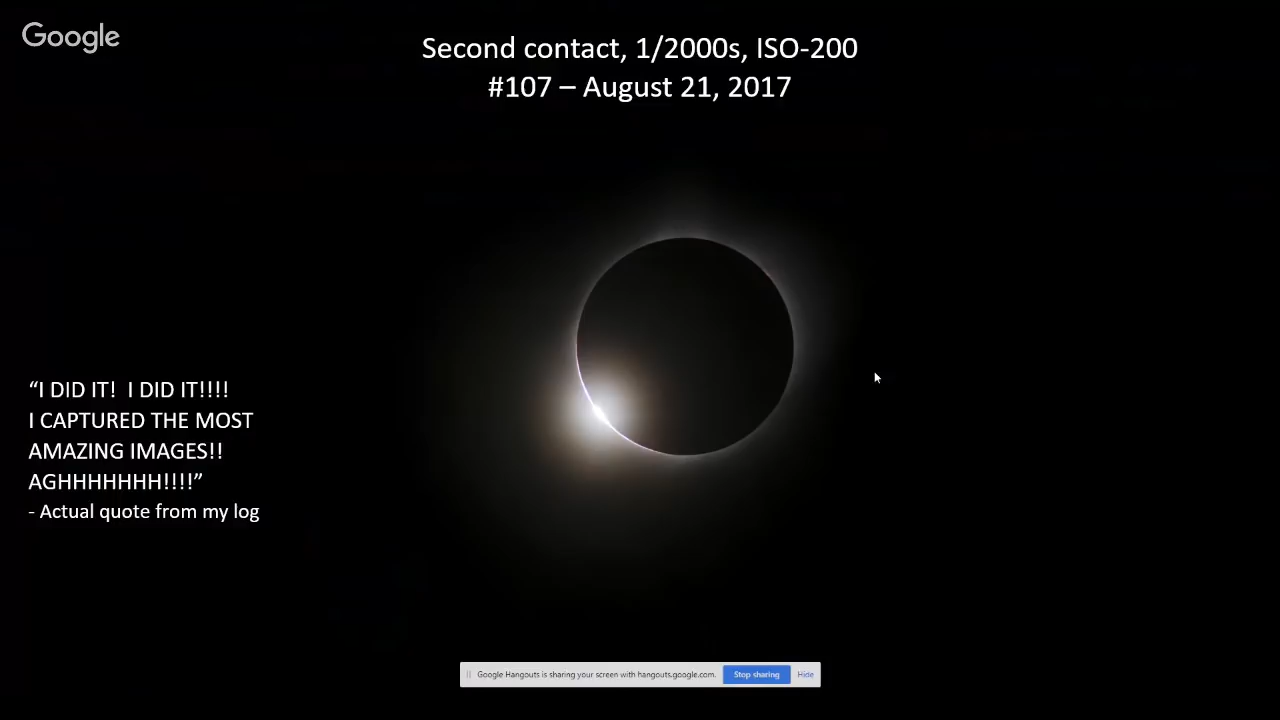 Google
Second contact, 1/2000s, ISO-200
#107 – August 21, 2017
“I DID IT!  I DID IT!!!!
I CAPTURED THE MOST
AMAZING IMAGES!!
AGHHHHHHH!!!!”
- Actual quote from my log
Google Hangouts is sharing your screen with hangouts.google.com. Stop sharing Hide